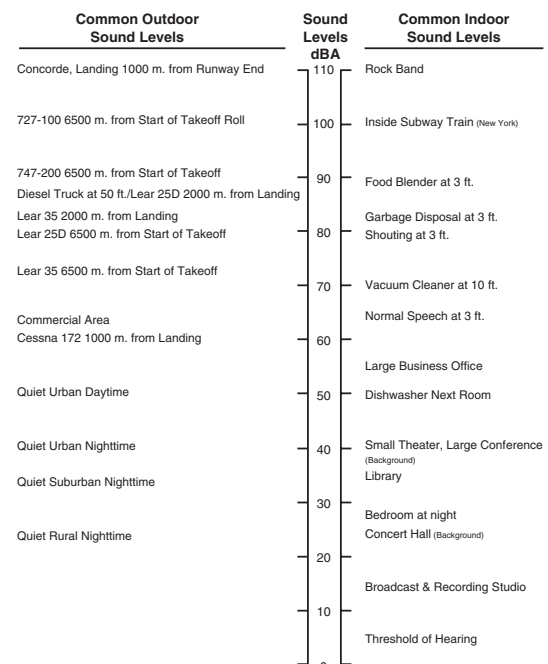 Common Outdoor
Sound Levels
Sound
Levels
dBA
Common Indoor
Sound Levels
Concorde, Landing 1000 m. from Runway End
110
Rock Band
727-100 6500 m. from Start of Takeoff Roll
100
Inside Subway Train (New York)
747-200 6500 m. from Start of Takeoff
90
Food Blender at 3 ft.
Diesel Truck at 50 ft./Lear 25D 2000 m. from Landing
Lear 35 2000 m. from Landing
Garbage Disposal at 3 ft.
Lear 25D 6500 m. from Start of Takeoff
80
Shouting at 3 ft.
Lear 35 6500 m. from Start of Takeoff
70
Vacuum Cleaner at 10 ft.
Commercial Area
Normal Speech at 3 ft.
Cessna 172 1000 m. from Landing
60
Large Business Office
Quiet Urban Daytime
50
Dishwasher Next Room
Quiet Urban Nighttime
40
Small Theater, Large Conference
(Background)
Library
Quiet Suburban Nighttime
30
Bedroom at night
Quiet Rural Nighttime
Concert Hall (Background)
20
Broadcast & Recording Studio
10
Threshold of Hearing